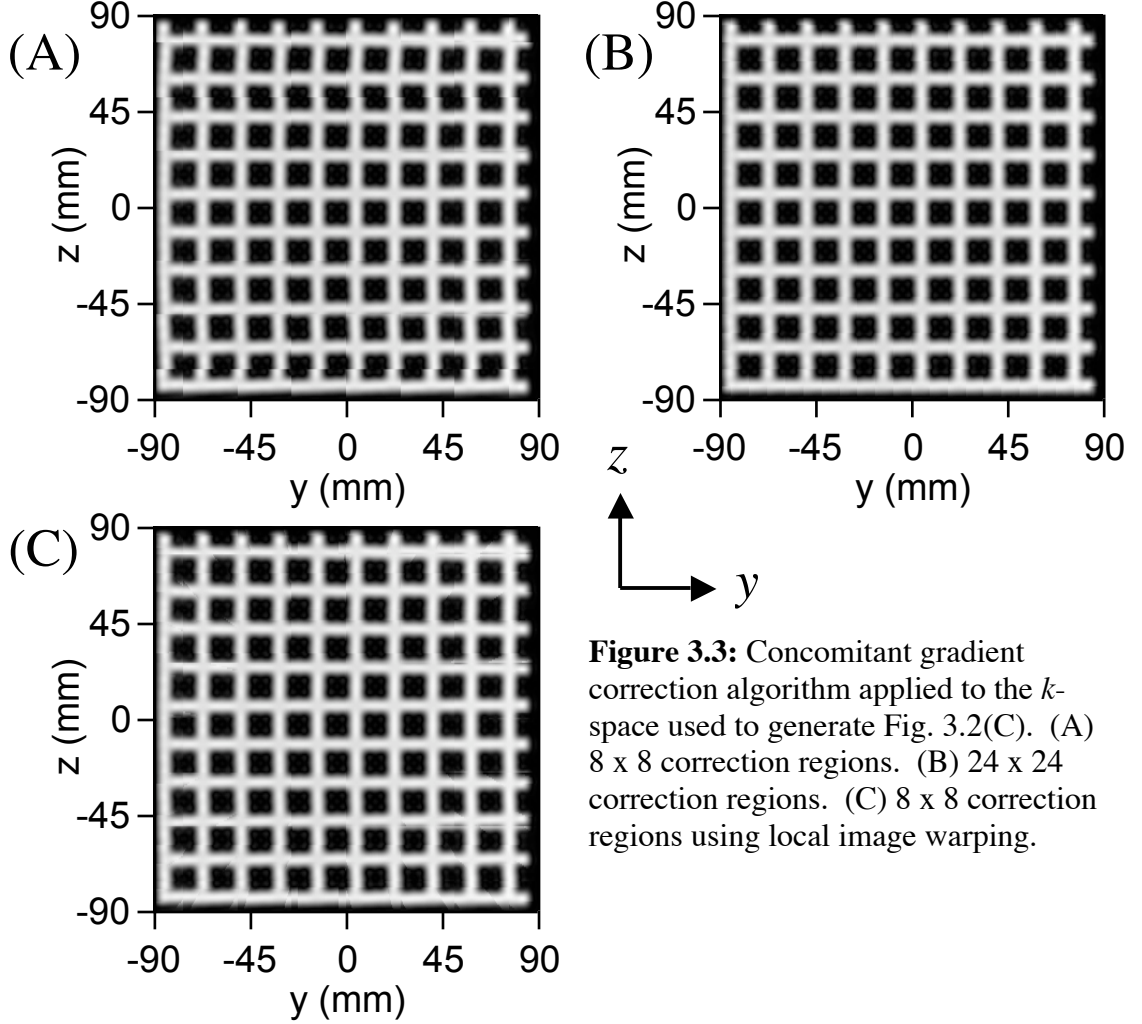 (A)
90
45
0
-45
-90
z (mm)
-90 -45 0 45 90
y (mm)
(B)
90
45
0
-45
-90
z (mm)
-90 -45 0 45 90
y (mm)
(C)
90
45
0
-45
-90
z (mm)
-90 -45 0 45 90
y (mm)
z
y
Figure 3.3: Concomitant gradient
correction algorithm applied to the k-
space used to generate Fig. 3.2(C). (A)
8 x 8 correction regions. (B) 24 x 24
correction regions. (C) 8 x 8 correction
regions using local image warping.